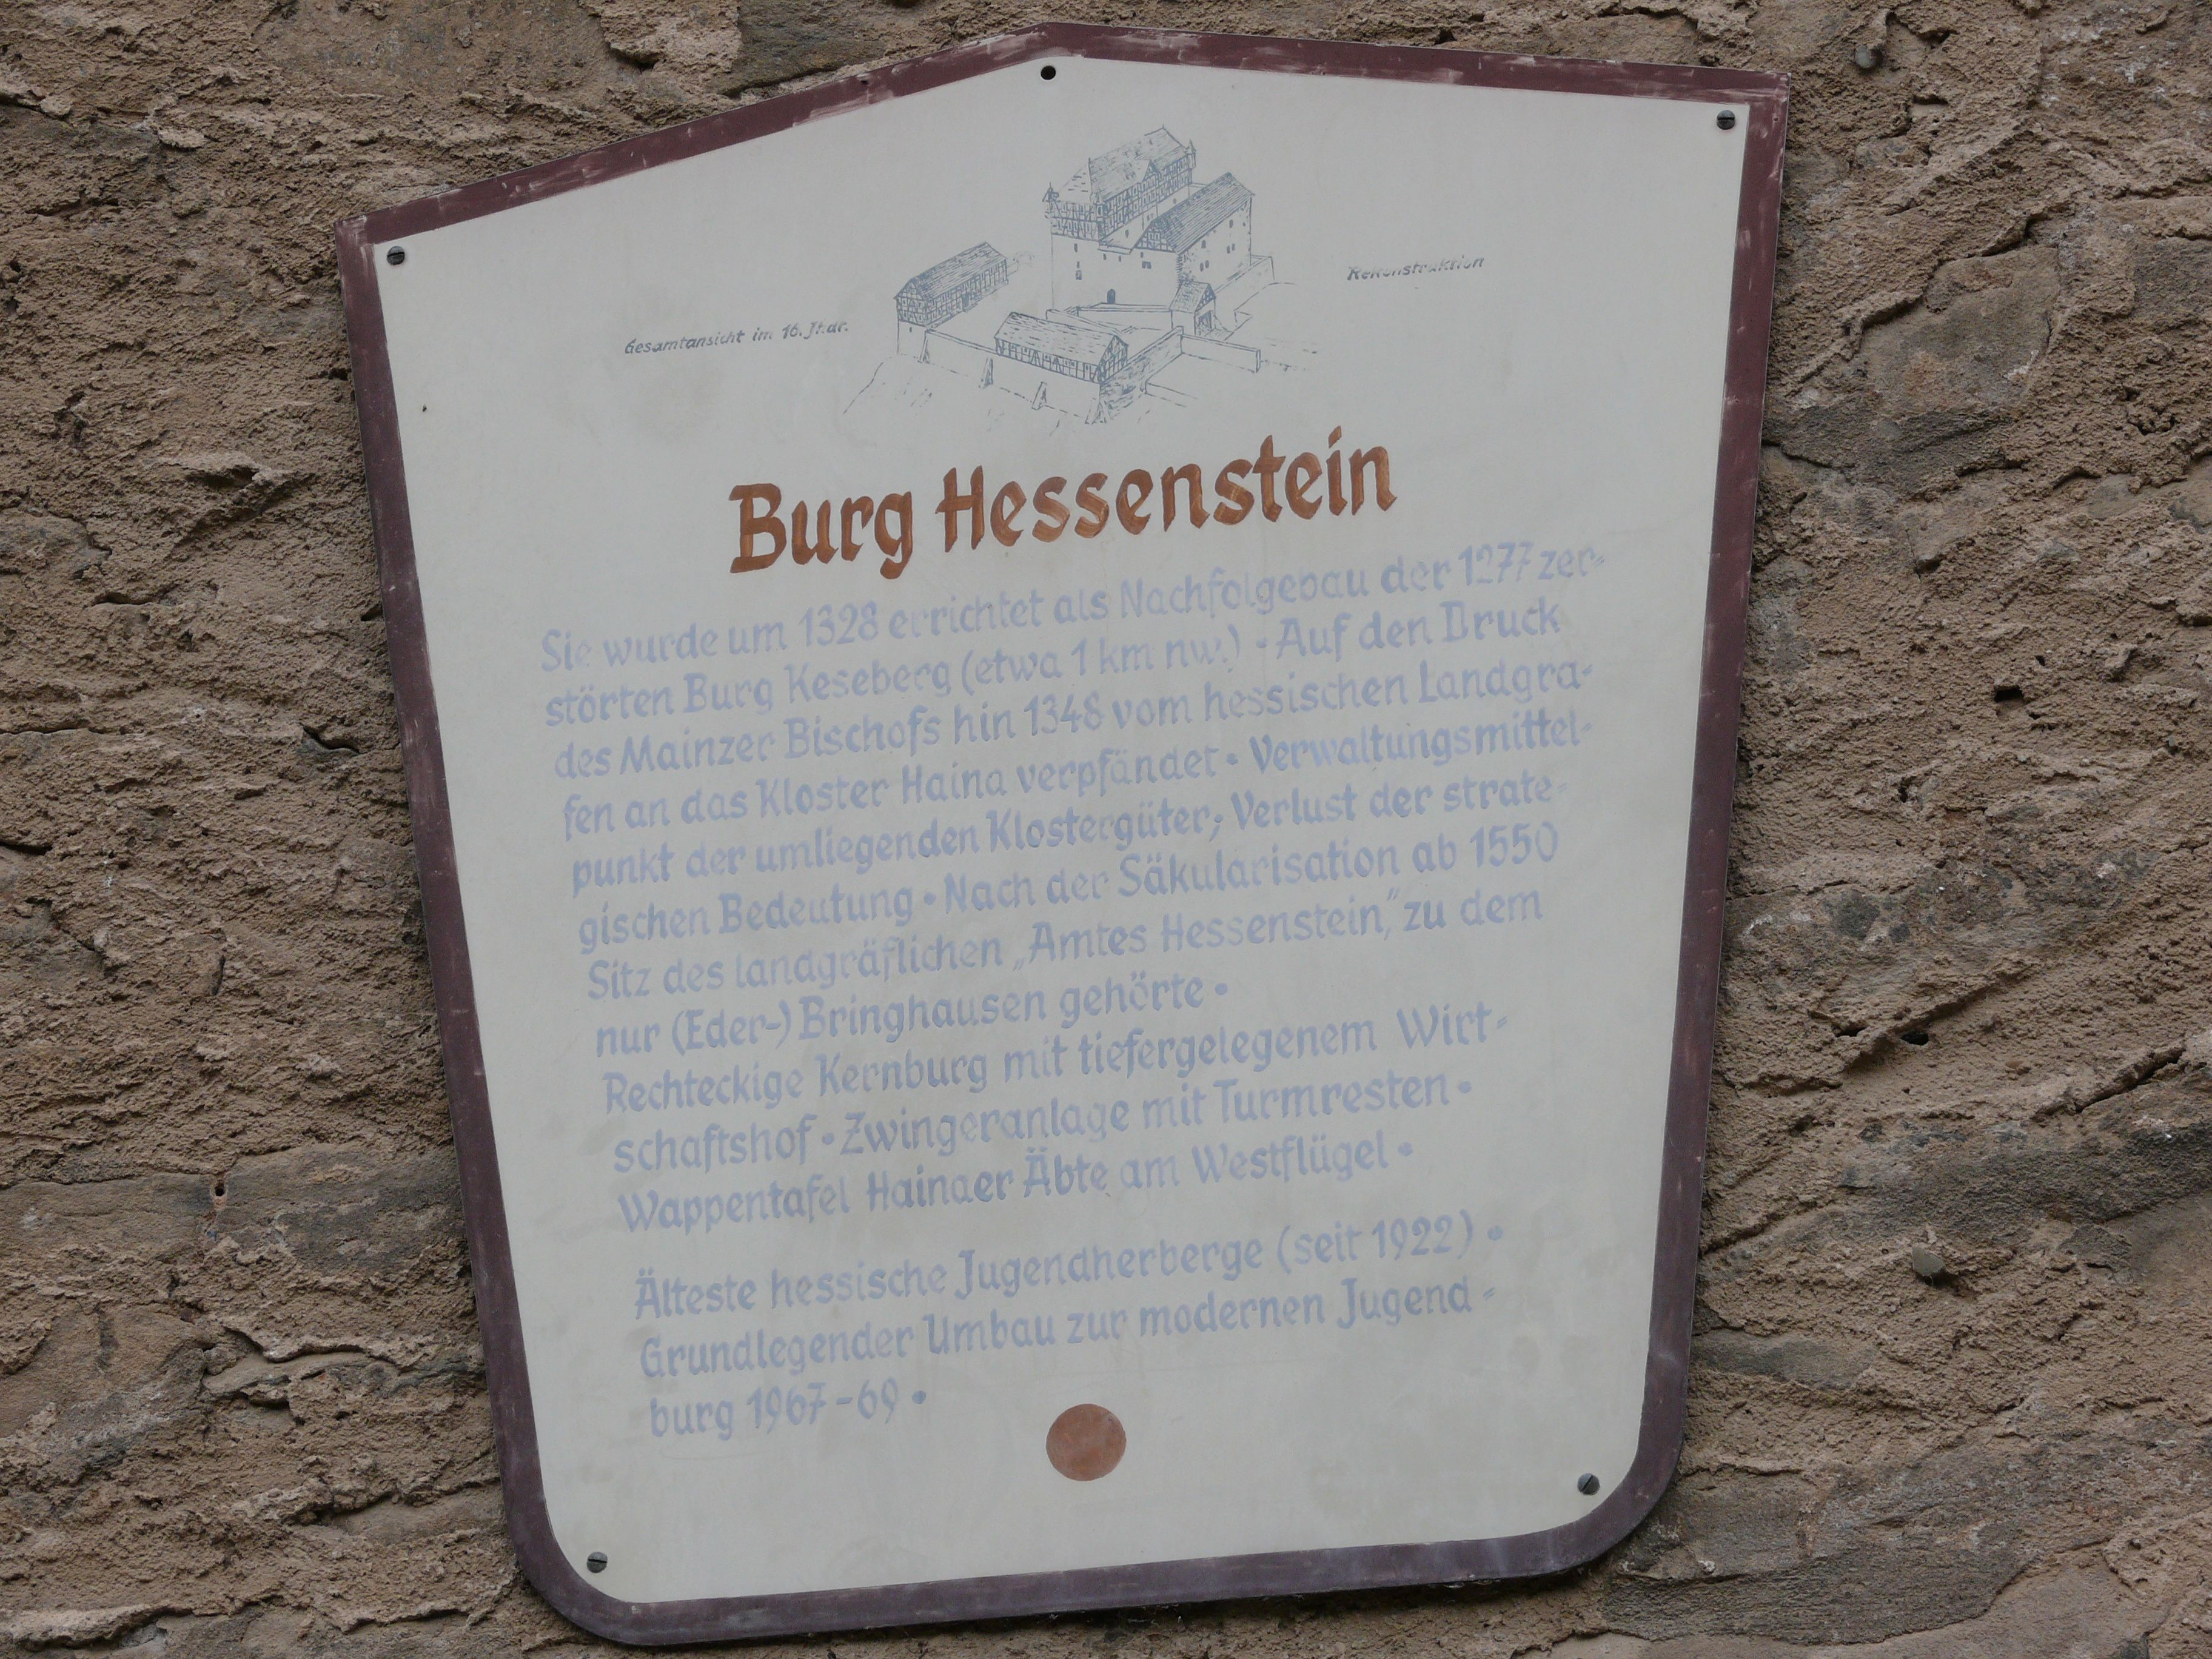 Gesamtansicht im 16. Jhdr.
Rekonstruktion
Burg Hessenstein
Sie wurde um 1328 errichtet als Nachfolgebau der 1277 zer-
störten Burg Keseberg (etwa 1 km nw.) • Auf den Druck
des Mainzer Bischofs hin 1348 vom hessischen Landgra-
fen an das Kloster Haina verpfändet • Verwaltungsmittel-
punkt der umliegenden Klostergüter; Verlust der strate-
gischen Bedeutung • Nach der Säkularisation ab 1550
Sitz des landgräflichen „Amtes Hessenstein,“ zu dem
nur (Eder-) Bringhausen gehörte •
Rechteckige Kernburg mit tiefergelegenem Wirt-
schaftshof • Zwingeranlage mit Turmresten •
Wappentafel Hainaer Äbte am Westflügel •
Älteste hessische Jugendherberge (seit 1922) •
Grundlegender Umbau zur modernen Jugend-
burg 1967-69 •